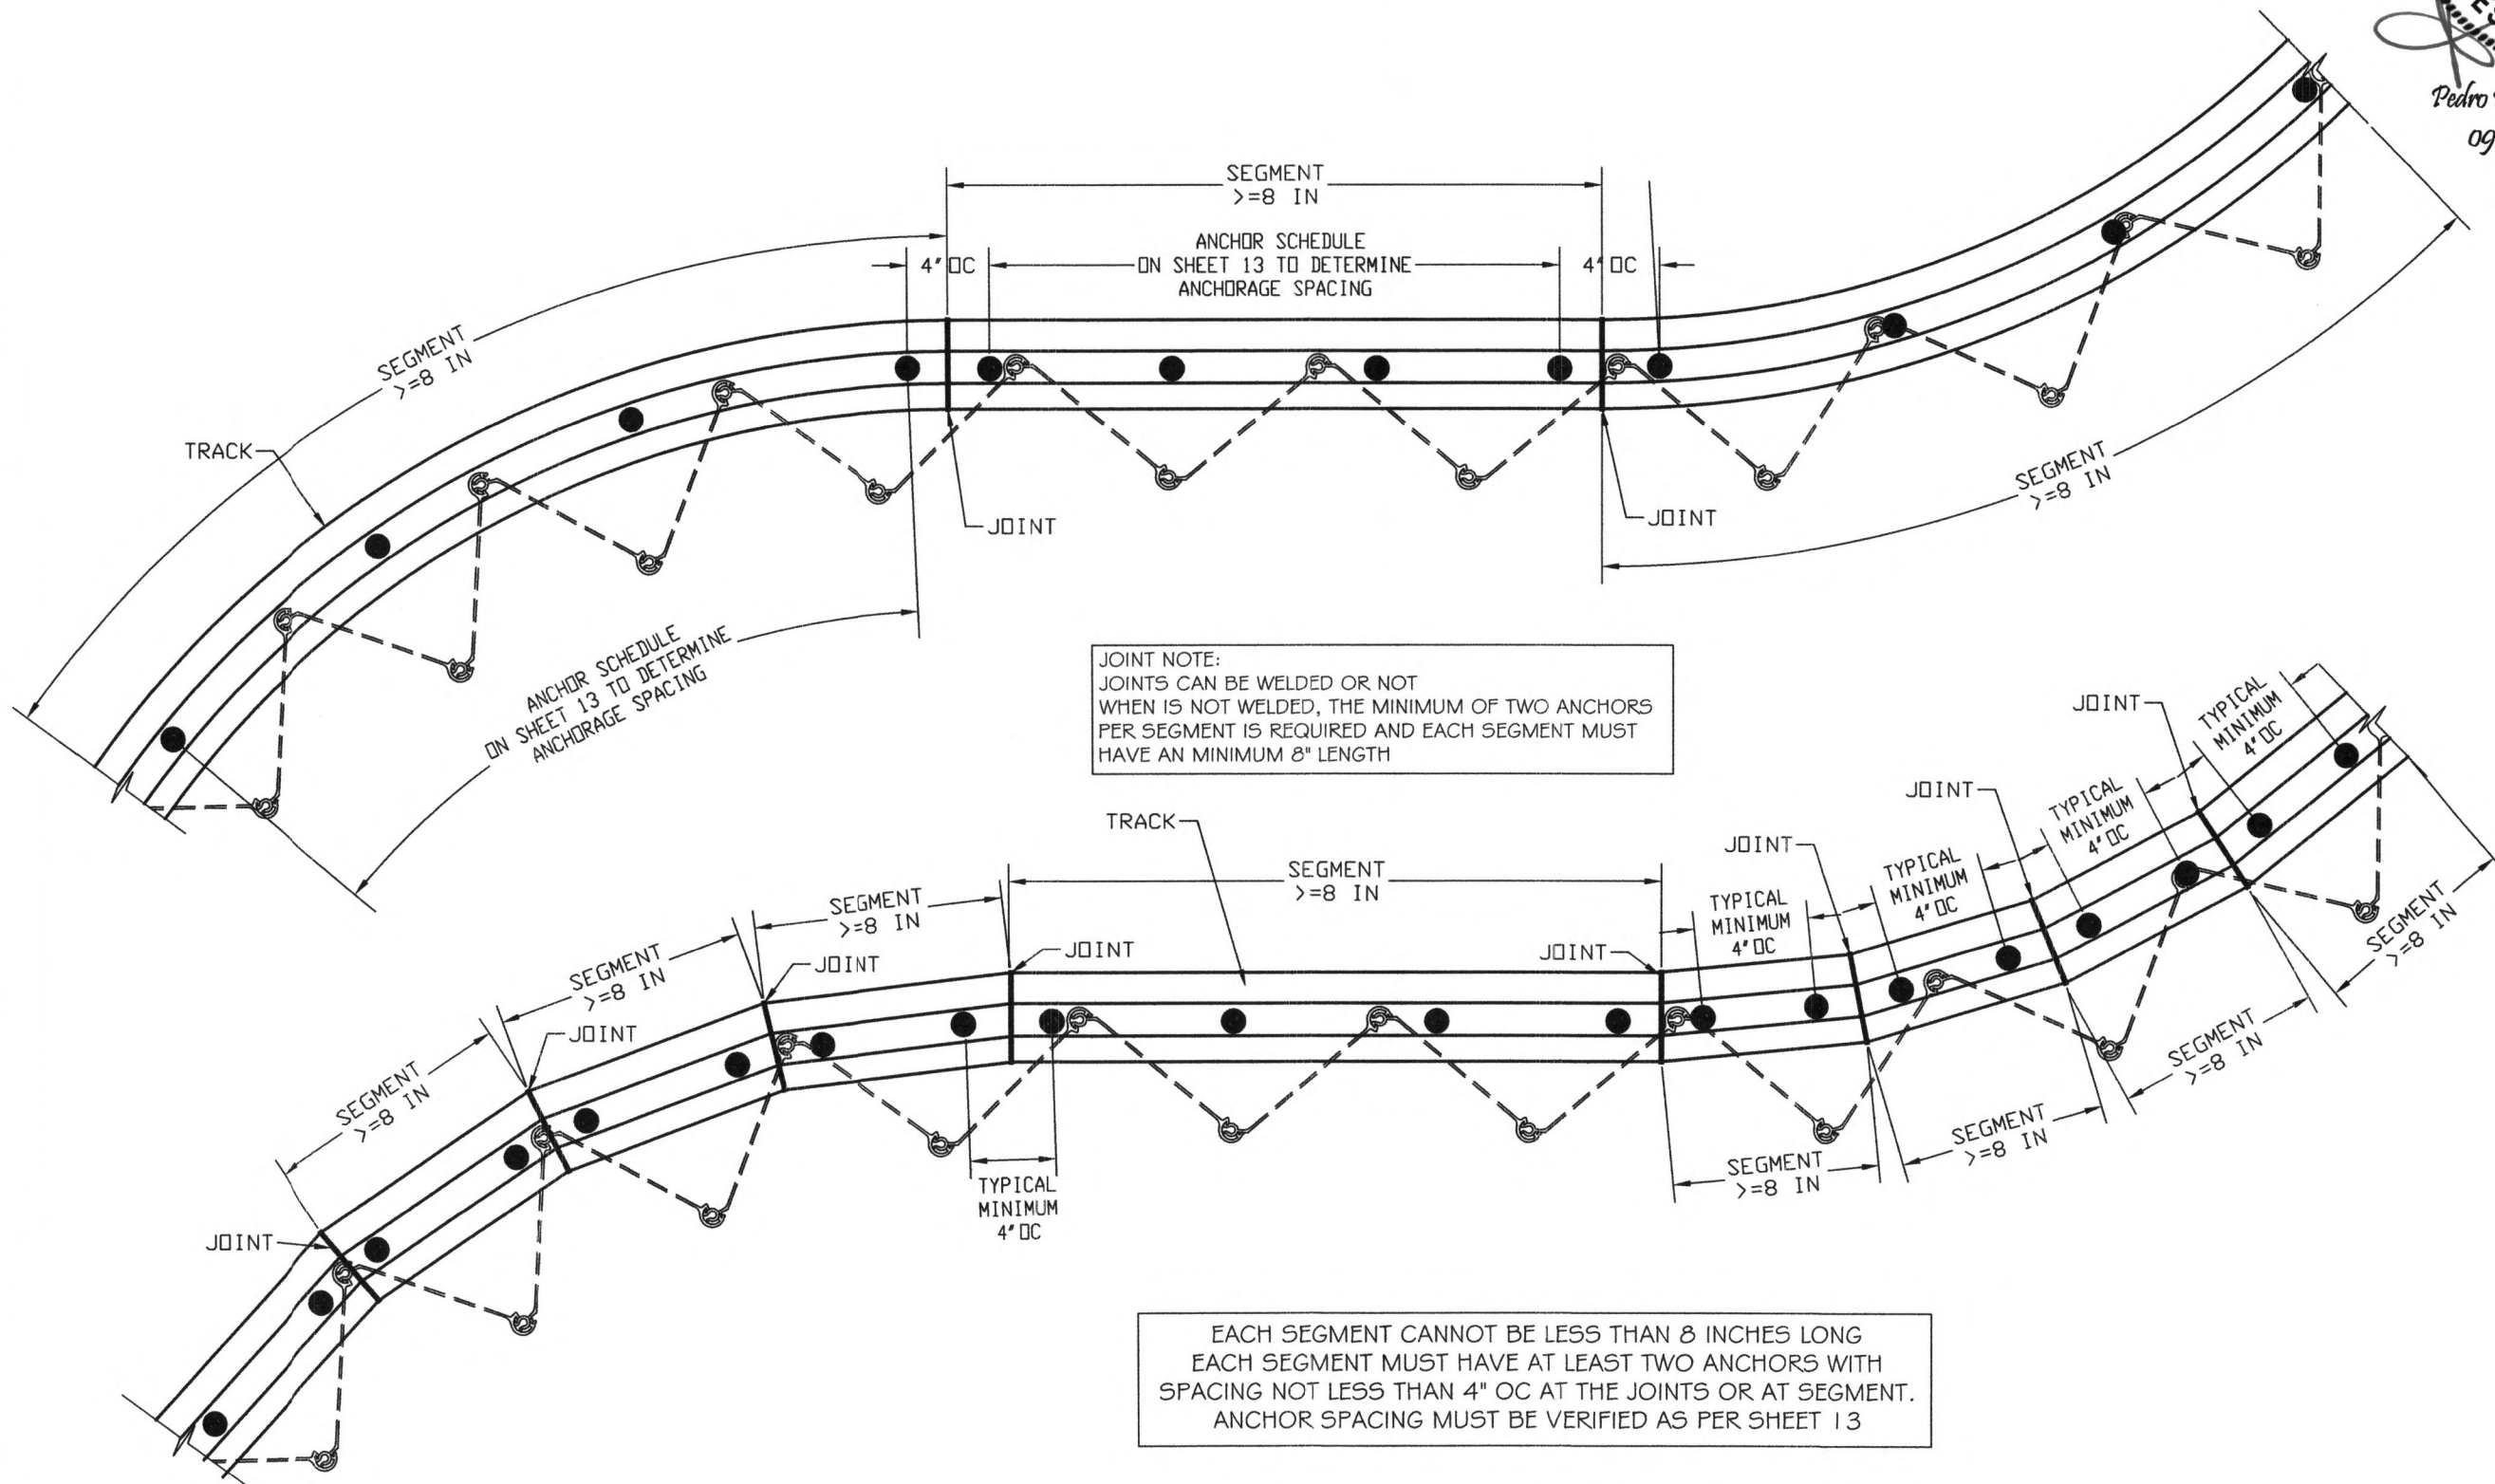 Pedro
09
SEGMENT
>=8 IN
ANCHOR SCHEDULE
ON SHEET 13 TO DETERMINE
ANCHORAGE SPACING
4" OC
4" OC
SEGMENT
>=8 IN
TRACK
JOINT
JOINT
SEGMENT
>=8 IN
ANCHOR SCHEDULE
ON SHEET 13 TO DETERMINE
ANCHORAGE SPACING
JOINT NOTE:
JOINTS CAN BE WELDED OR NOT
WHEN IS NOT WELDED, THE MINIMUM OF TWO ANCHORS
PER SEGMENT IS REQUIRED AND EACH SEGMENT MUST
HAVE AN MINIMUM 8" LENGTH
JOINT
TYPICAL
MINIMUM
4" OC
JOINT
TYPICAL
MINIMUM
4" OC
TRACK
JOINT
TYPICAL
MINIMUM
4" OC
SEGMENT
>=8 IN
SEGMENT
>=8 IN
TYPICAL
MINIMUM
4" OC
SEGMENT
>=8 IN
SEGMENT
>=8 IN
JOINT
JOINT
JOINT
JOINT
SEGMENT
>=8 IN
SEGMENT
>=8 IN
SEGMENT
>=8 IN
SEGMENT
>=8 IN
TYPICAL
MINIMUM
4" OC
JOINT
EACH SEGMENT CANNOT BE LESS THAN 8 INCHES LONG
EACH SEGMENT MUST HAVE AT LEAST TWO ANCHORS WITH
SPACING NOT LESS THAN 4" OC AT THE JOINTS OR AT SEGMENT.
ANCHOR SPACING MUST BE VERIFIED AS PER SHEET 13